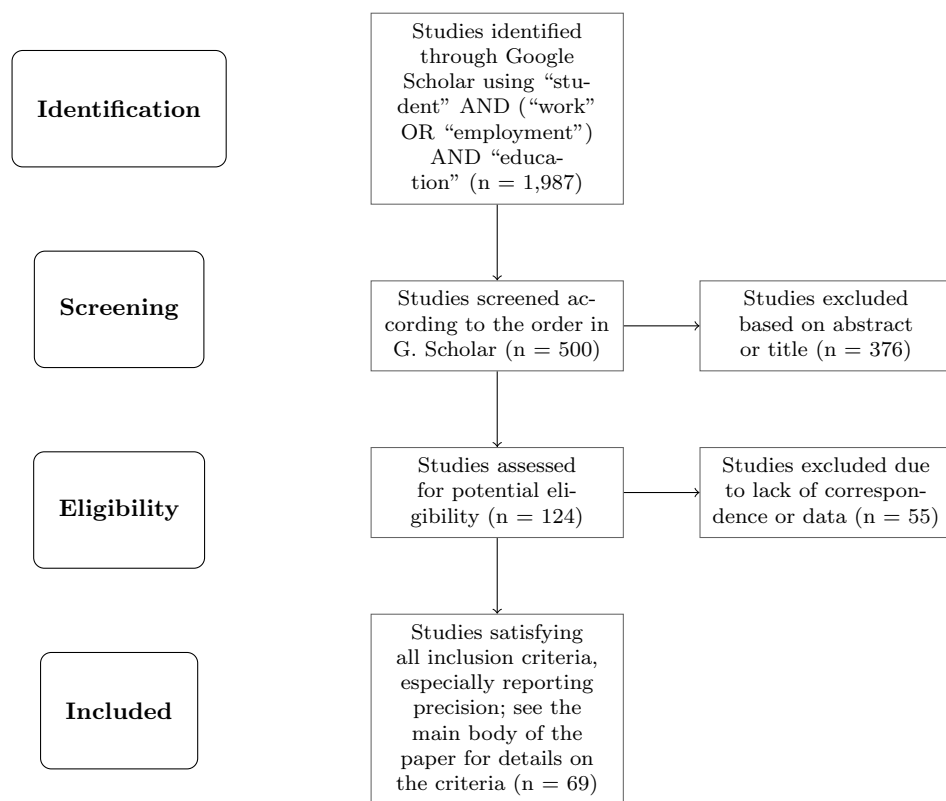 Identification
Studies identified
through Google
Scholar using “stu-
dent” AND (“work”
OR “employment”)
AND “educa-
tion” (n = 1,987)
Screening
Studies screened ac-
cording to the order in
G. Scholar (n = 500)
Studies excluded
based on abstract
or title (n = 376)
Eligibility
Studies assessed
for potential eli-
gibility (n = 124)
Studies excluded due
to lack of correspon-
dence or data (n = 55)
Included
Studies satisfying
all inclusion criteria,
especially reporting
precision; see the
main body of the
paper for details on
the criteria (n = 69)